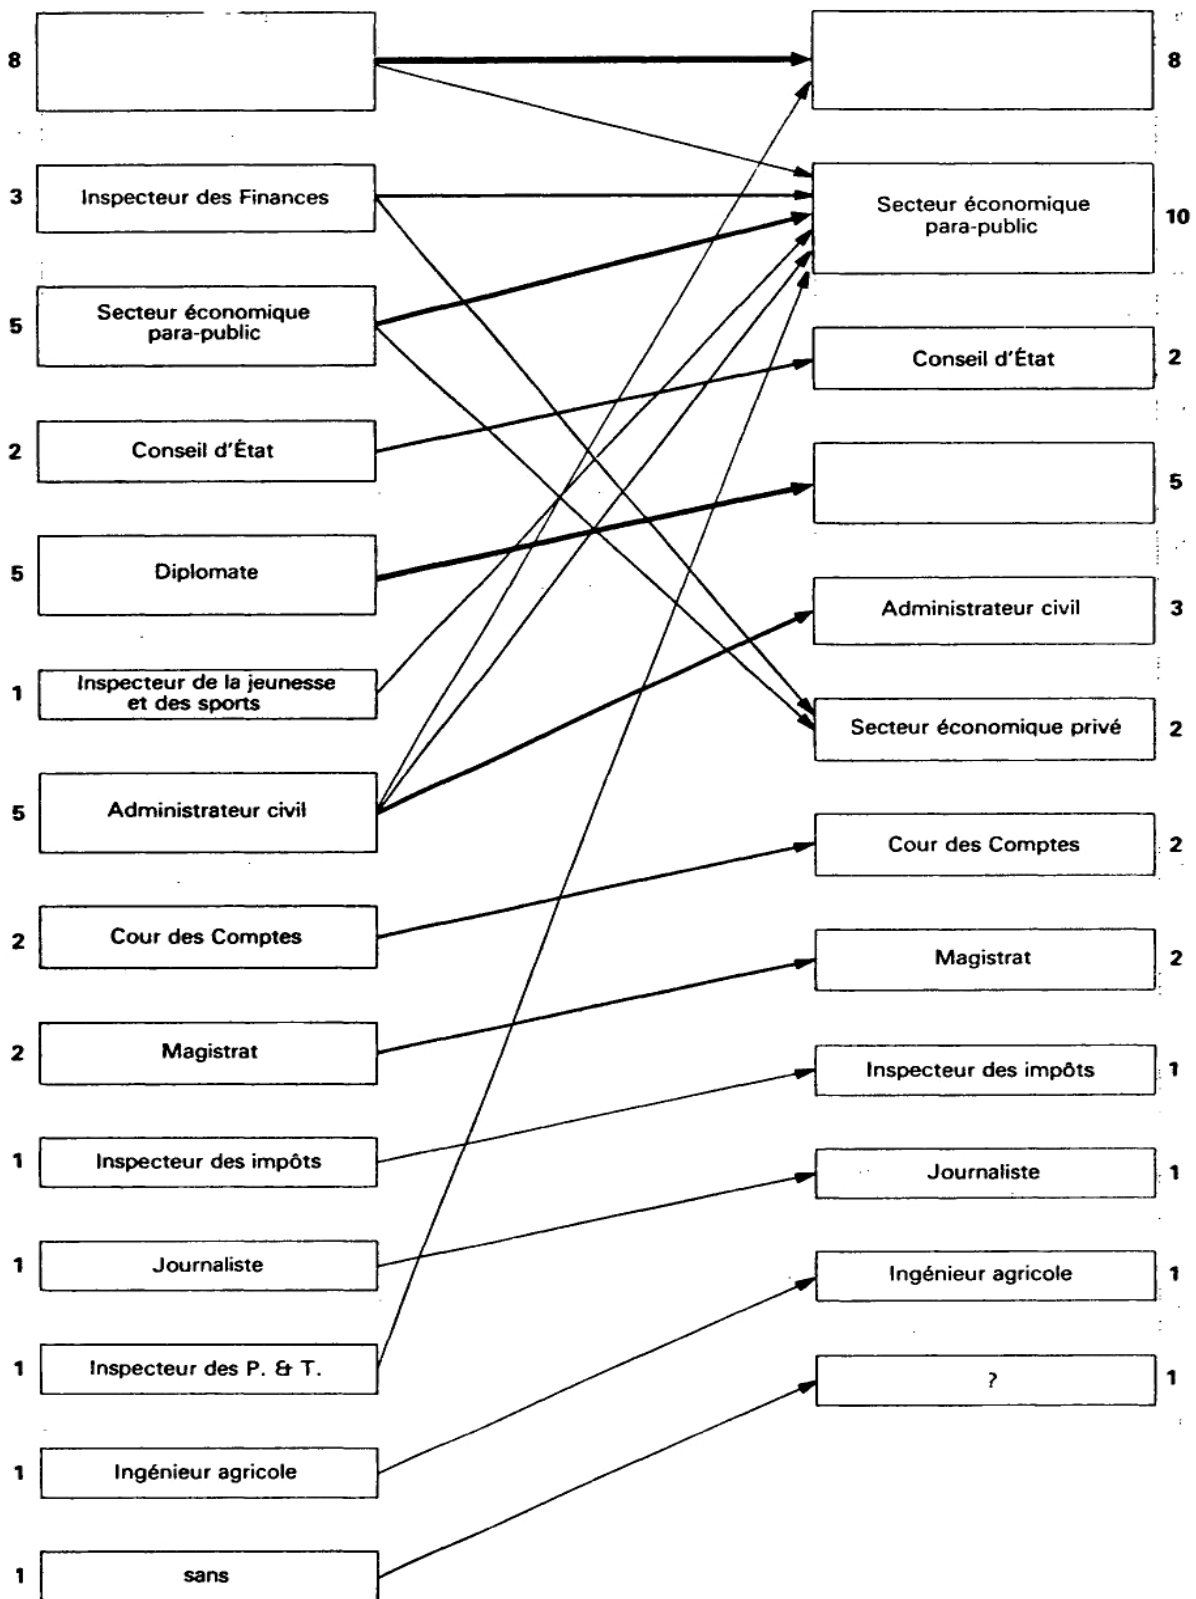 8
8
3
Inspecteur des Finances
Secteur économique
para-public
10
5
Secteur économique
para-public
Conseil d'État
2
2
Conseil d'État
5
5
Diplomate
Administrateur civil
3
1
Inspecteur de la jeunesse
et des sports
Secteur économique privé
2
5
Administrateur civil
Cour des Comptes
2
2
Cour des Comptes
Magistrat
2
2
Magistrat
Inspecteur des impôts
1
1
Inspecteur des impôts
Journaliste
1
1
Journaliste
Ingénieur agricole
1
1
Inspecteur des P. & T.
?
1
1
Ingénieur agricole
1
sans